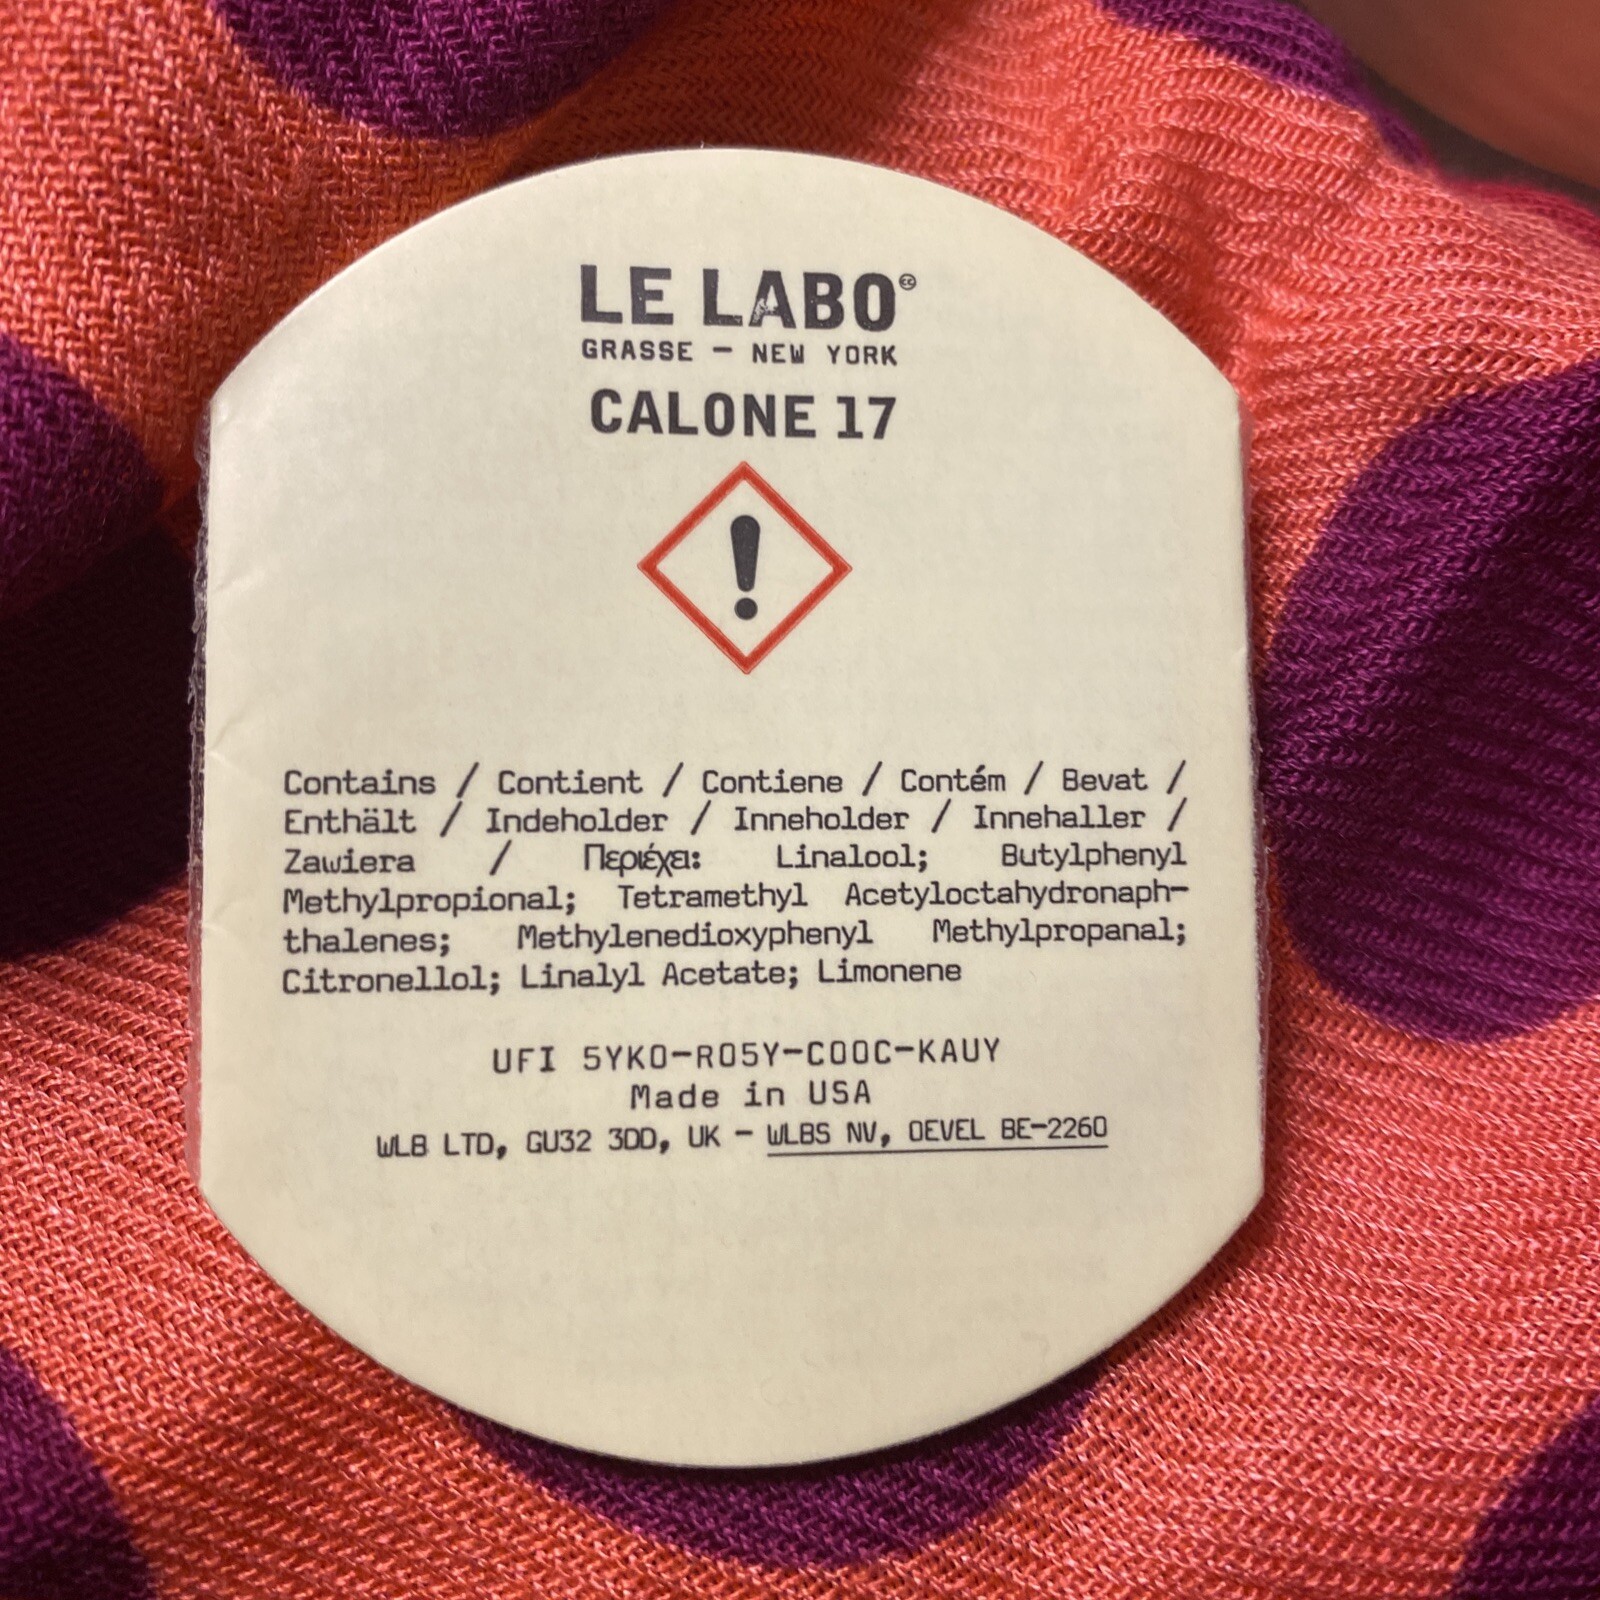 LE LABO
GRASSE — NEW YORK
CALONE 17
Contains / Contient / Contiene / Contém / Bevat /
Enthält / Indeholder / Inneholder / Innehaller /
Zawiera / Περιέχει: Linalool; Butylphenyl
Methylpropional; Tetramethyl Acetyloctahydronaph-
thalenes; Methylenedioxyphenyl Methylpropanal;
Citronellol; Linalyl Acetate; Limonene
UFI 5YK0-R05Y-C00C-KAUY
Made in USA
WLB LTD, GU32 3DD, UK - WLBS NV, OEVEL BE-2260